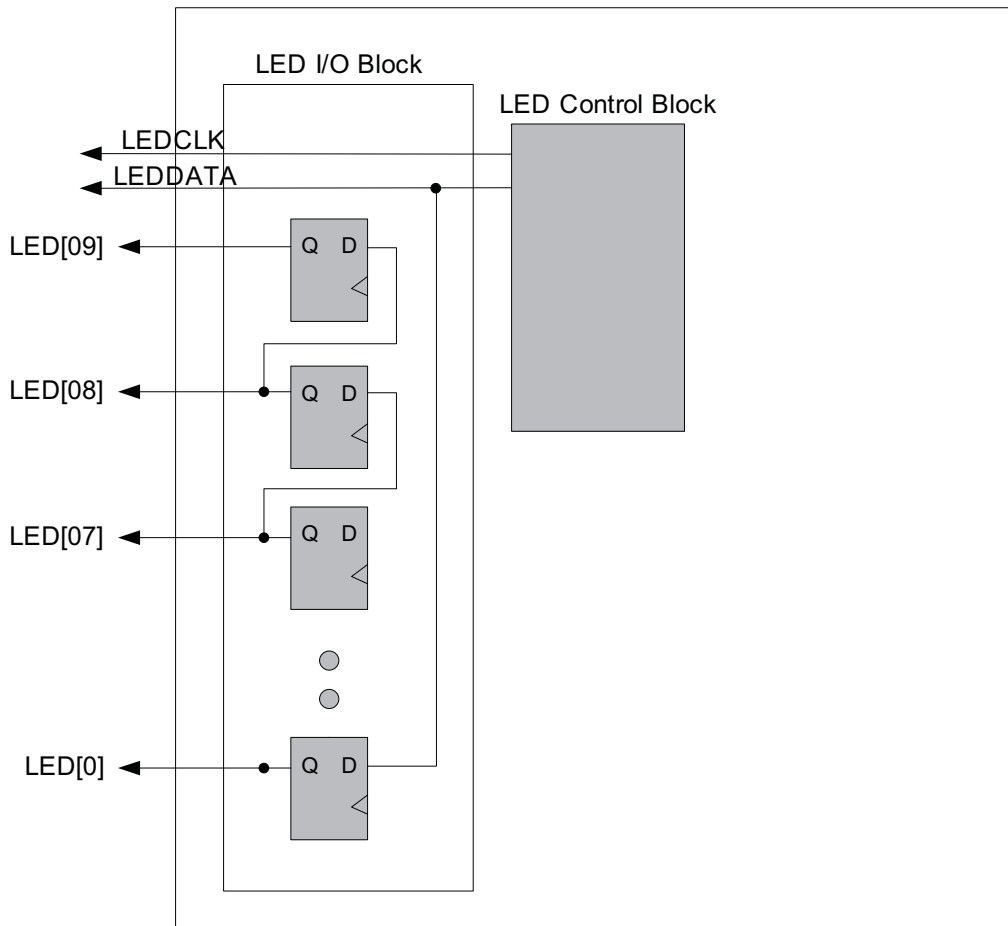 LED I/O Block
LED Control Block
LEDCLK
LEDDATA
LED[09]
Q D
LED[08]
Q D
LED[07]
Q D
LED[0]
Q D